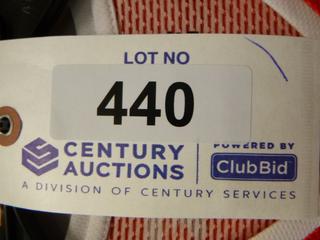 LOT NO
440
CENTURY
AUCTIONS
POWERED BY
ClubBid
A DIVISION OF CENTURY SERVICES